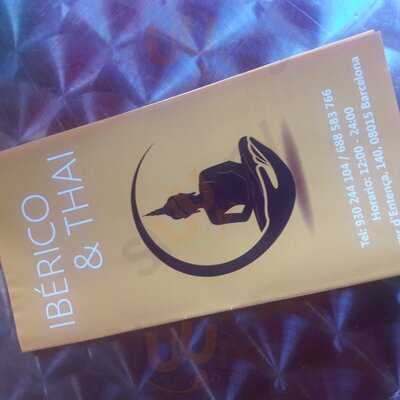 IBÉRICO
& THAI
Tel: 930 244 104 / 688 583 766
Horario: 12:00 - 24:00
d'Entença, 140, 08015 Barcelona